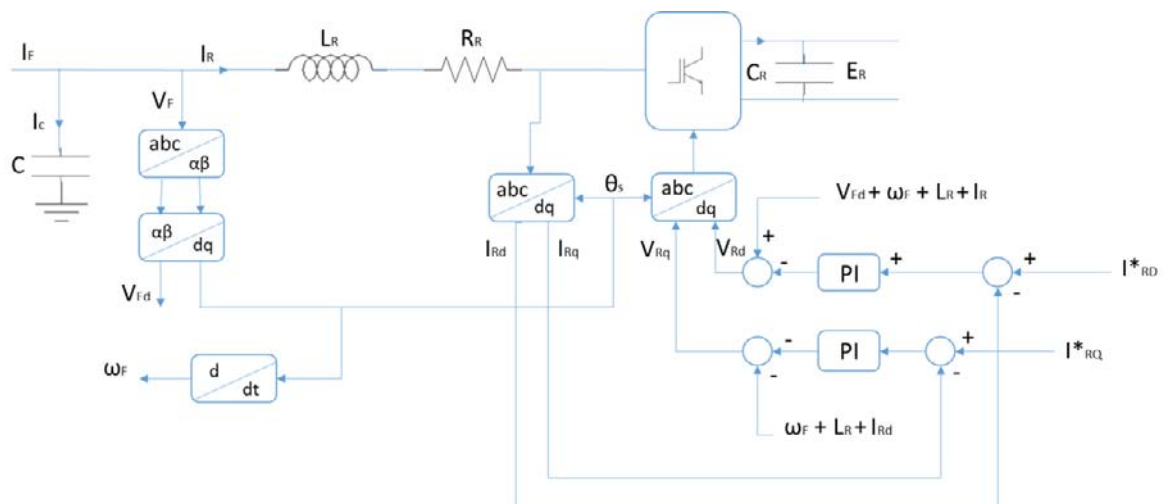 IF
IR
LR
RR
CR
ER
VF
Ic
C
abc
αβ
αβ
dq
VFd
abc
dq
θs
abc
dq
IRd
IRq
VRq
VRd
VFd + ωF + LR + IR
+
-
PI
+
+
-
I*RD
-
-
PI
+
-
I*RQ
ωF + LR + IRd
ωF
d
dt